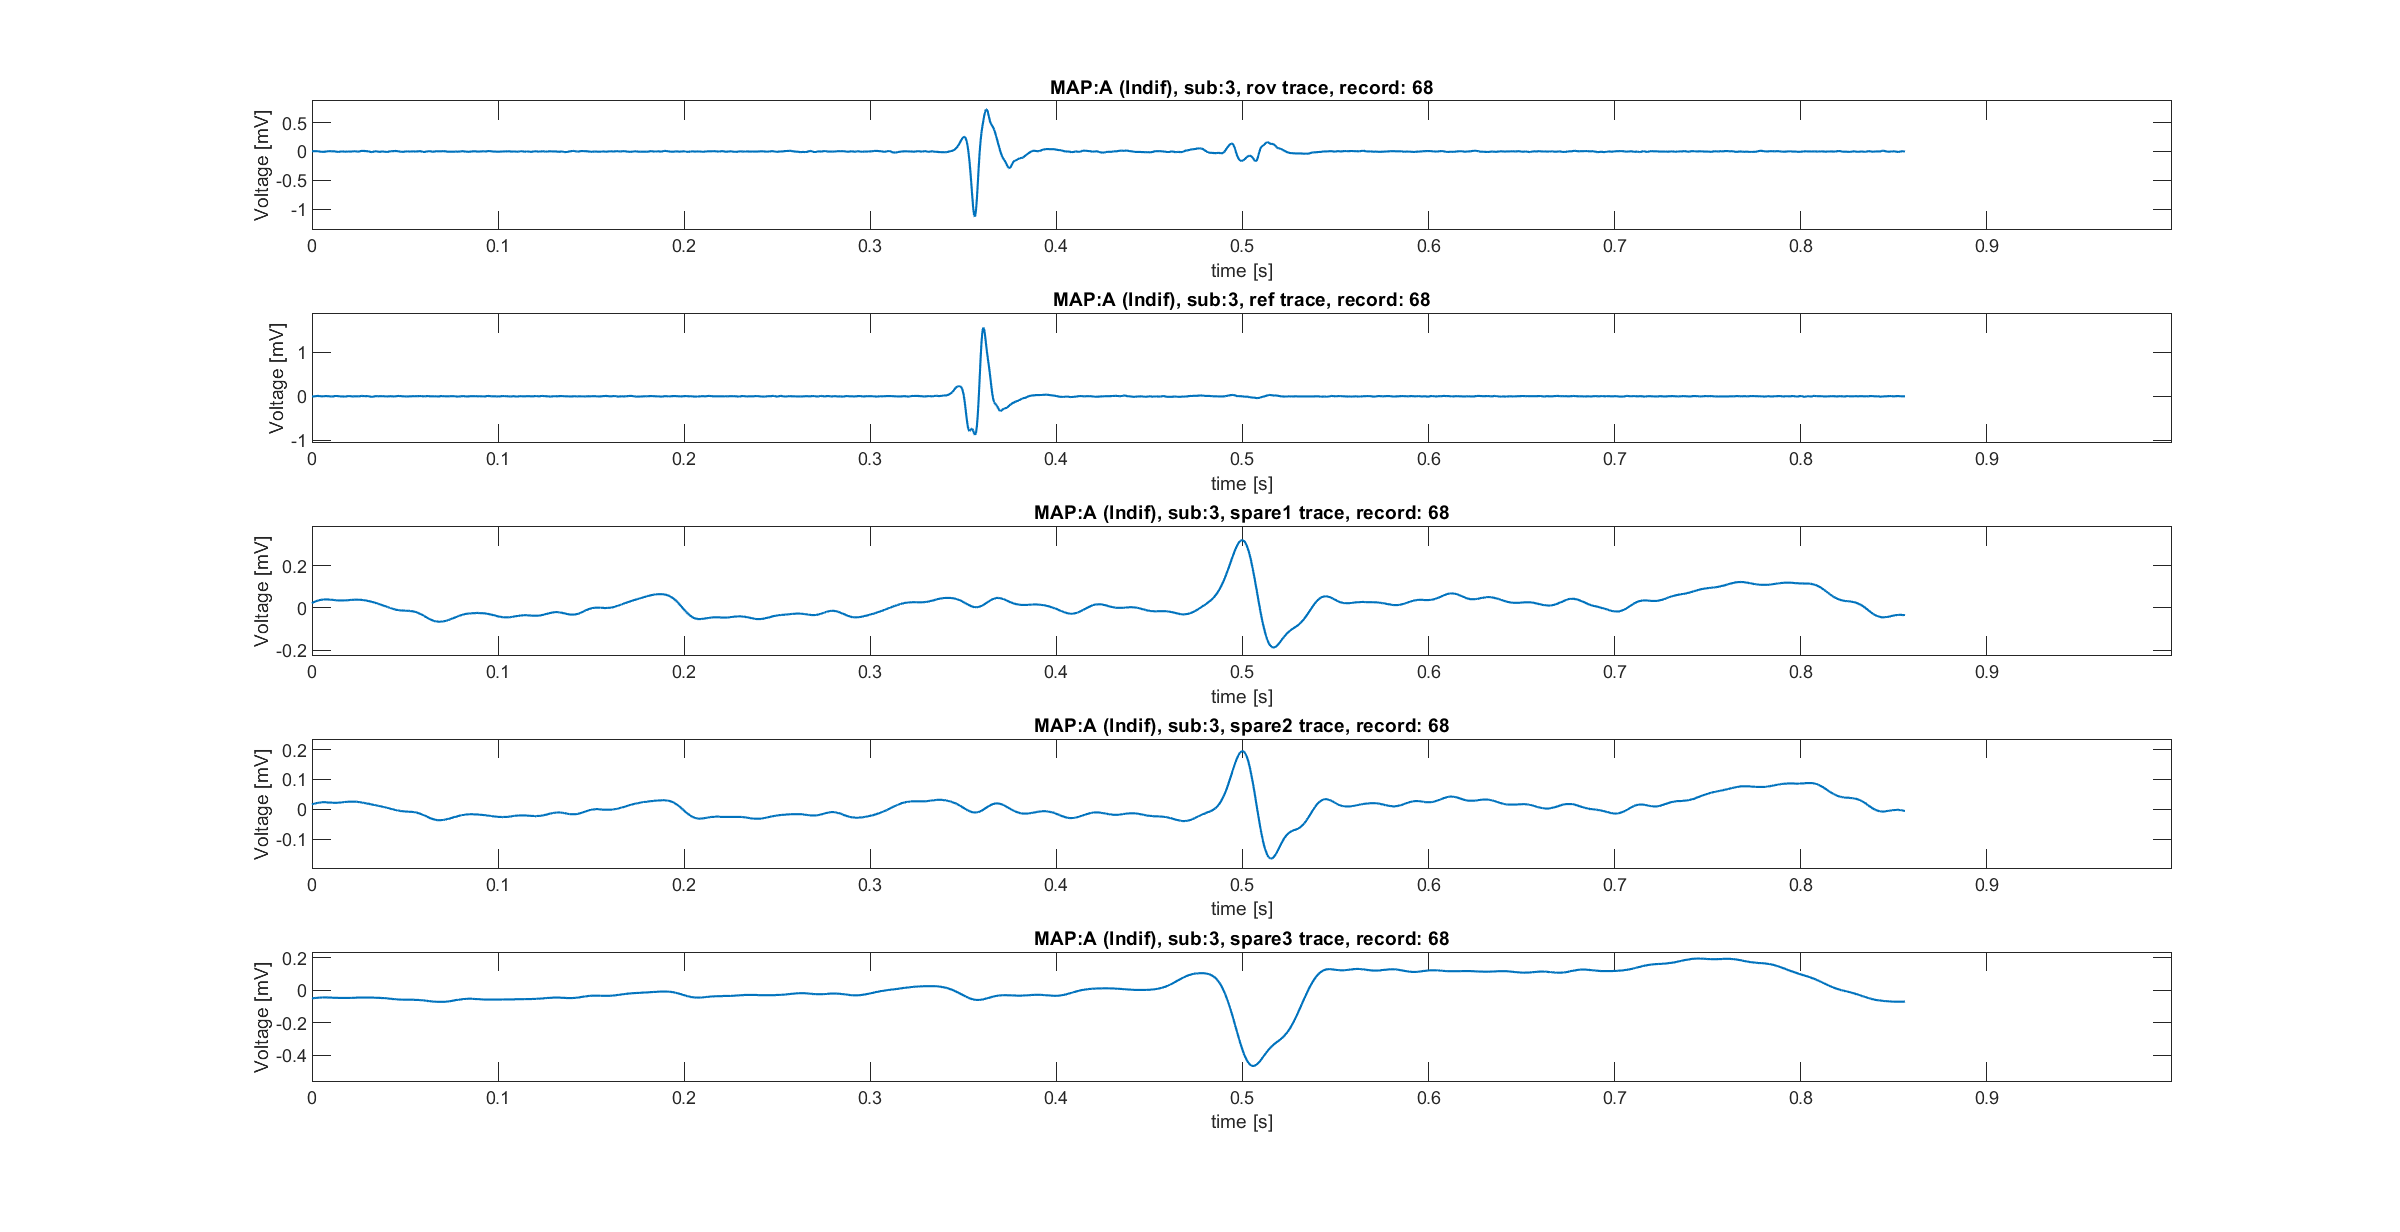 MAP:A (Indif), sub:3, rov trace, record: 68
Voltage [mV]
0.5
0
-0.5
-1
0 0.1 0.2 0.3 0.4 0.5 0.6 0.7 0.8 0.9
time [s]
MAP:A (Indif), sub:3, ref trace, record: 68
Voltage [mV]
1
0
-1
0 0.1 0.2 0.3 0.4 0.5 0.6 0.7 0.8 0.9
time [s]
MAP:A (Indif), sub:3, spare1 trace, record: 68
Voltage [mV]
0.2
0
-0.2
0 0.1 0.2 0.3 0.4 0.5 0.6 0.7 0.8 0.9
time [s]
MAP:A (Indif), sub:3, spare2 trace, record: 68
Voltage [mV]
0.2
0.1
0
-0.1
0 0.1 0.2 0.3 0.4 0.5 0.6 0.7 0.8 0.9
time [s]
MAP:A (Indif), sub:3, spare3 trace, record: 68
Voltage [mV]
0.2
0
-0.2
-0.4
0 0.1 0.2 0.3 0.4 0.5 0.6 0.7 0.8 0.9
time [s]